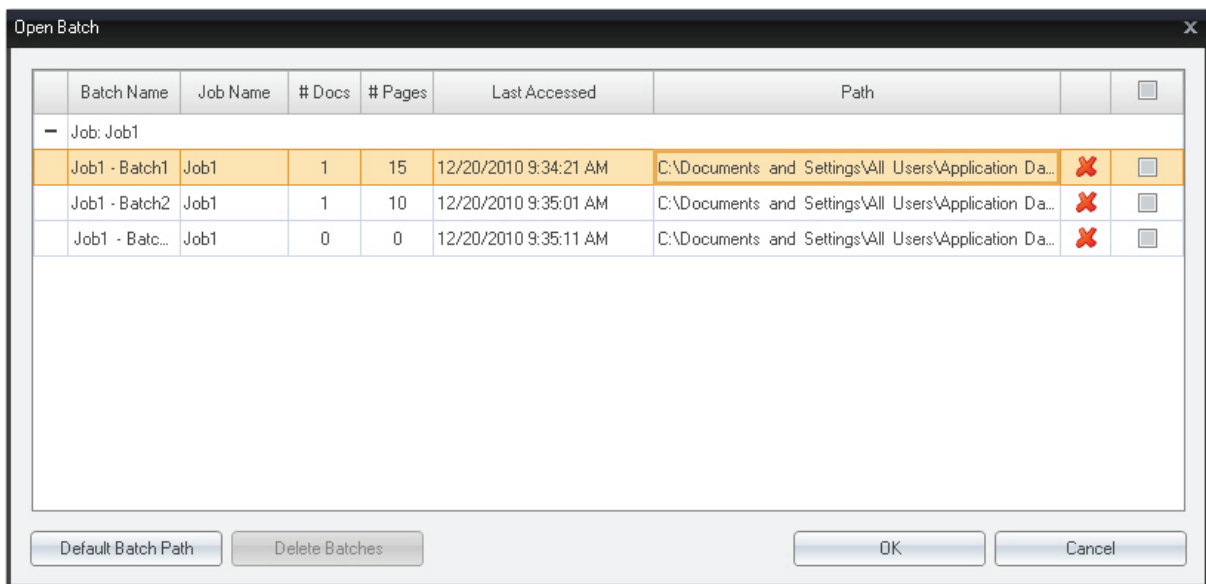 Open Batch x
Batch Name Job Name # Docs # Pages Last Accessed Path
Job: Job1
Job1 - Batch1 Job1 1 15 12/20/2010 9:34:21 AM C:\Documents and Settings\All Users\Application Da...
Job1 - Batch2 Job1 1 10 12/20/2010 9:35:01 AM C:\Documents and Settings\All Users\Application Da...
Job1 - Batc... Job1 0 0 12/20/2010 9:35:11 AM C:\Documents and Settings\All Users\Application Da...
Default Batch Path Delete Batches OK Cancel